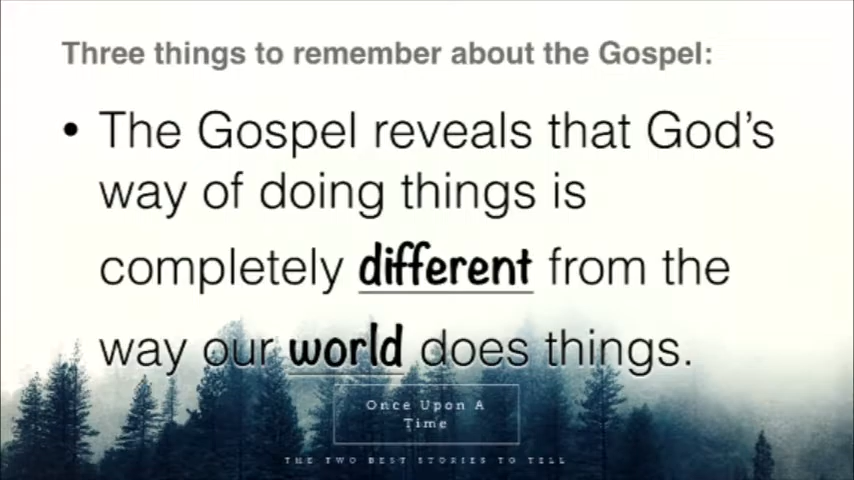 Three things to remember about the Gospel:
• The Gospel reveals that God's
way of doing things is
completely different from the
way our world does things.
Once Upon A
Time
THE TWO BEST STORIES TO TELL